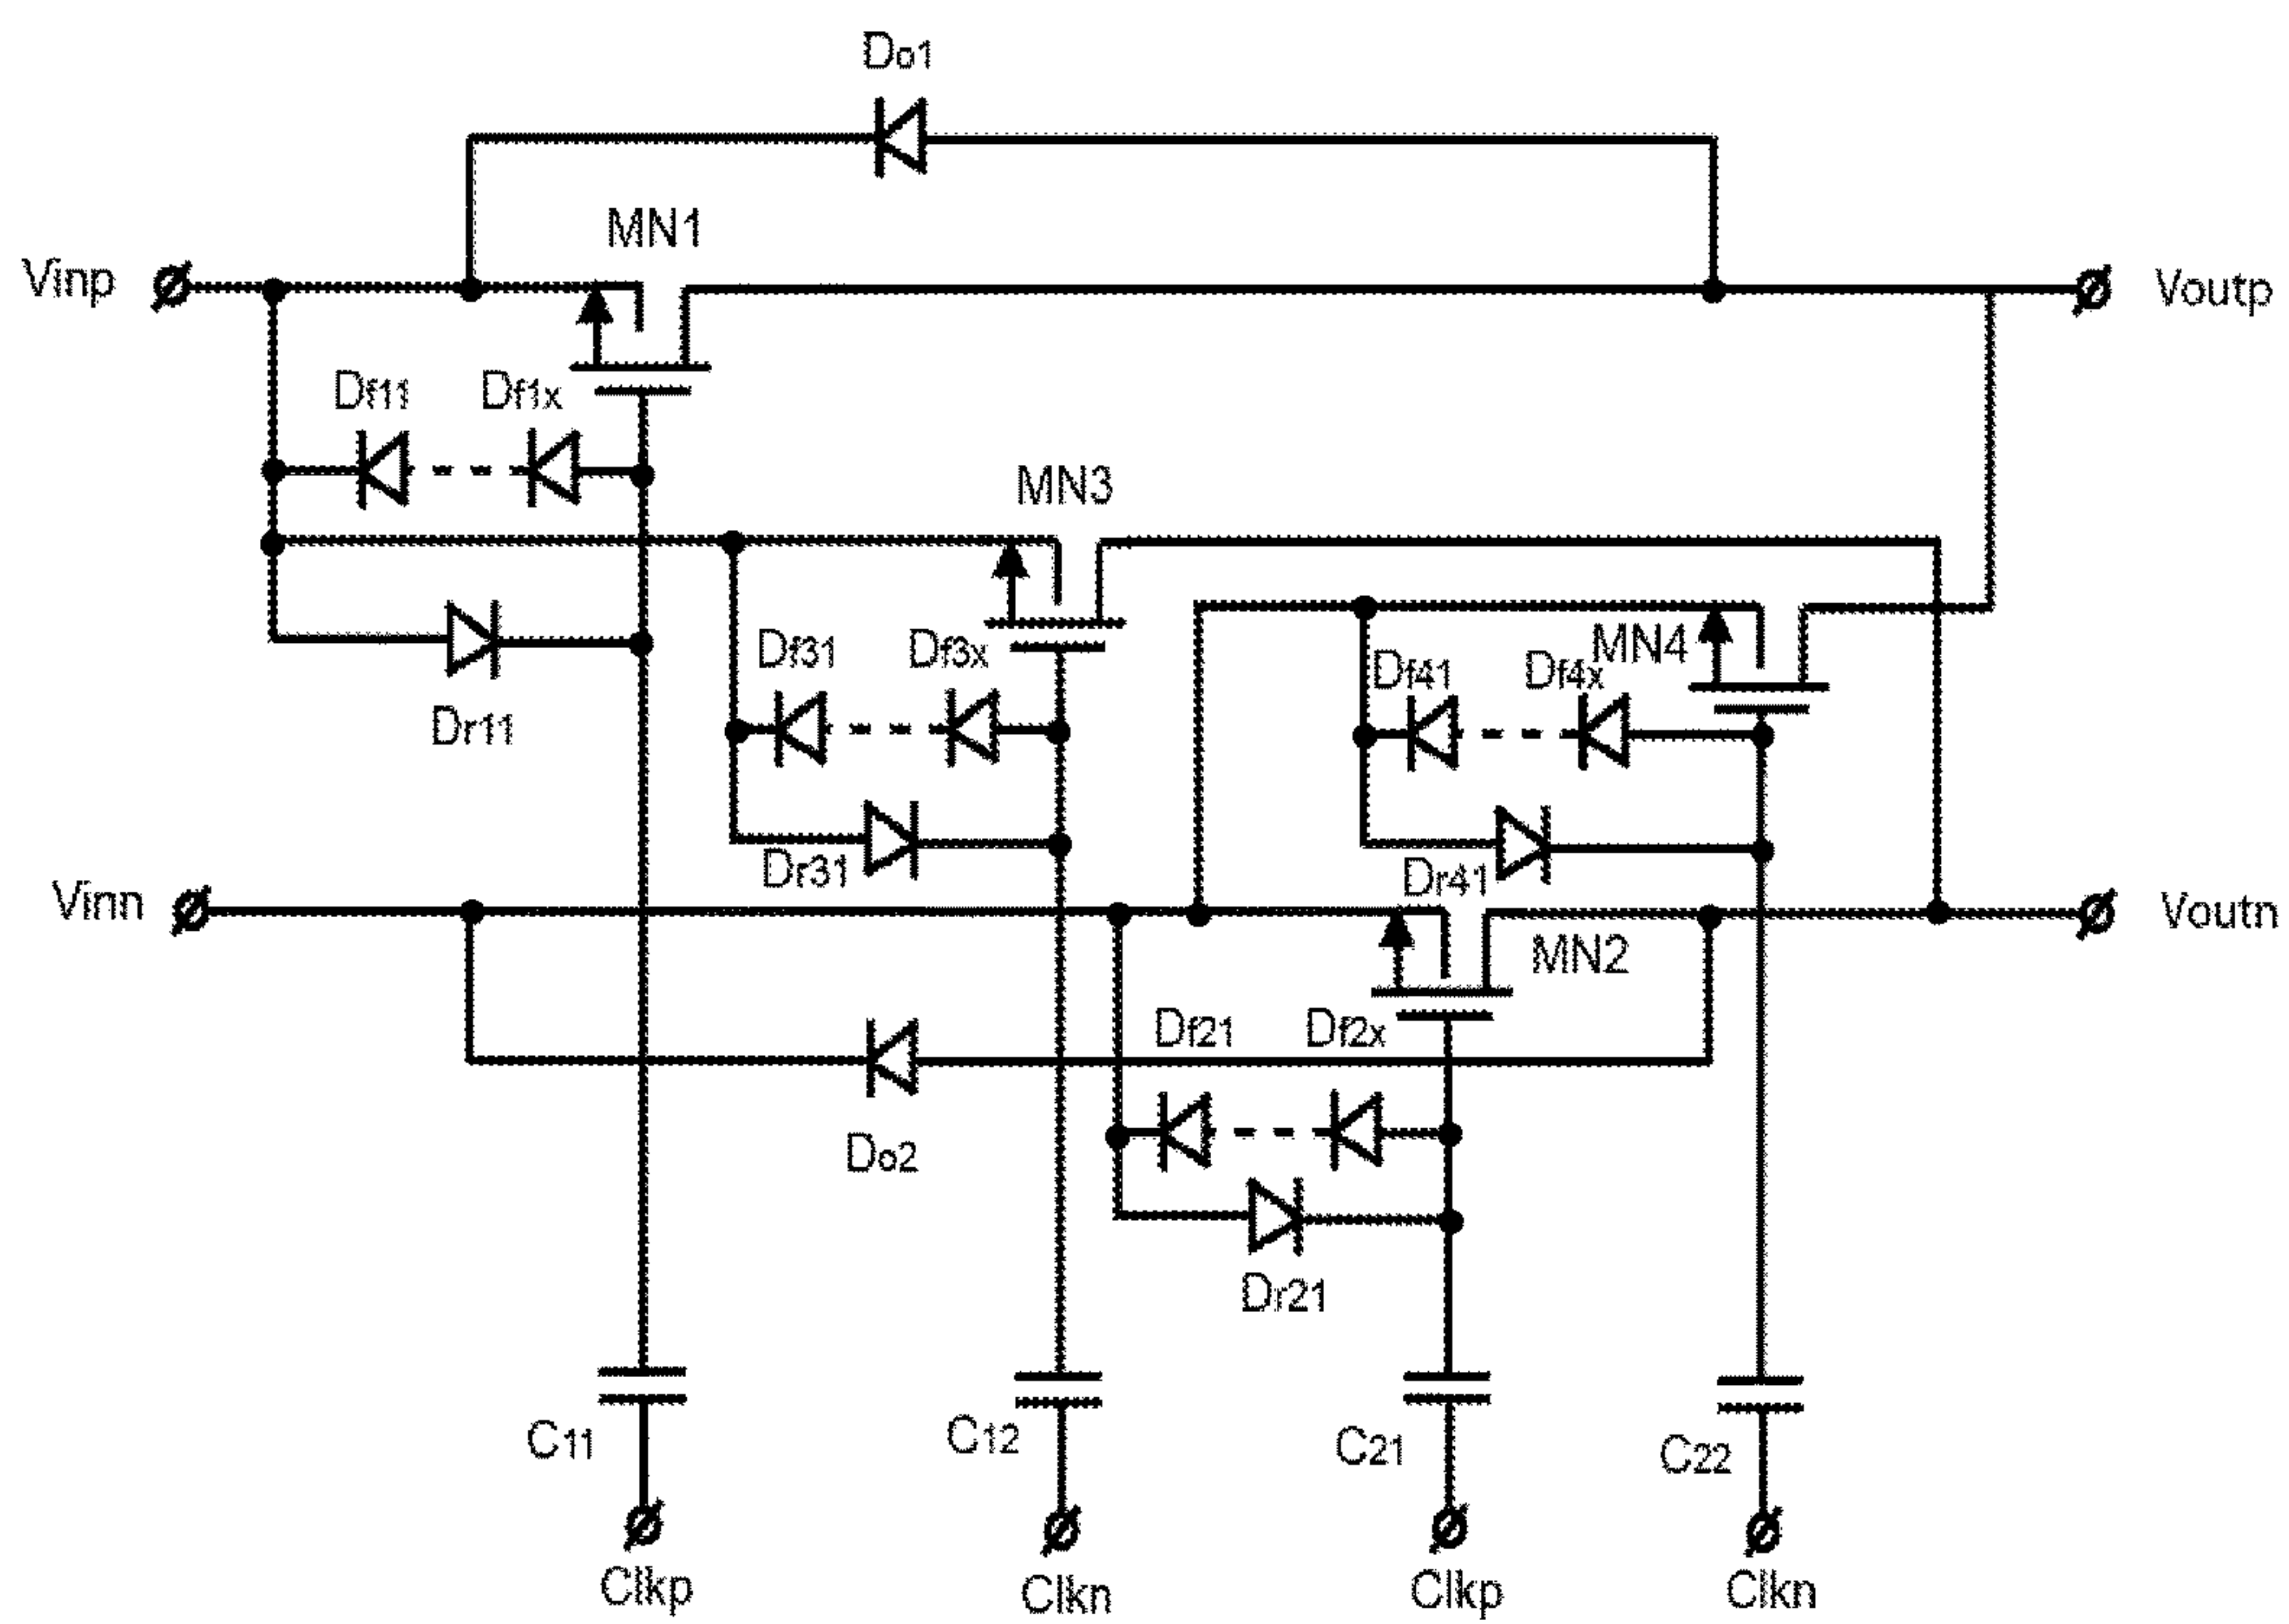 Do1
MN1
Vinp
Voutp
Df11
Df1x
MN3
Df31
Df3x
MN4
Df41
Df4x
Dr11
Dr31
Dr41
Vinn
Voutn
MN2
Df21
Df2x
Do2
Dr21
C11
C12
C21
C22
Clkp
Clkn
Clkp
Clkn